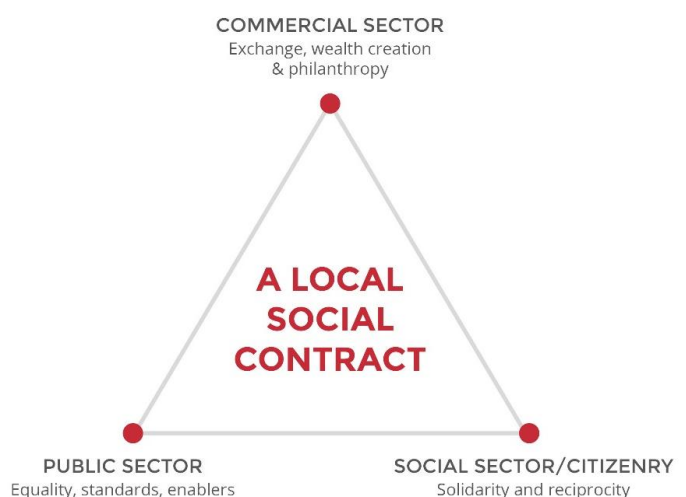 COMMERCIAL SECTOR
Exchange, wealth creation
& philanthropy
A LOCAL
SOCIAL
CONTRACT
PUBLIC SECTOR
Equality, standards, enablers
SOCIAL SECTOR/CITIZENRY
Solidarity and reciprocity